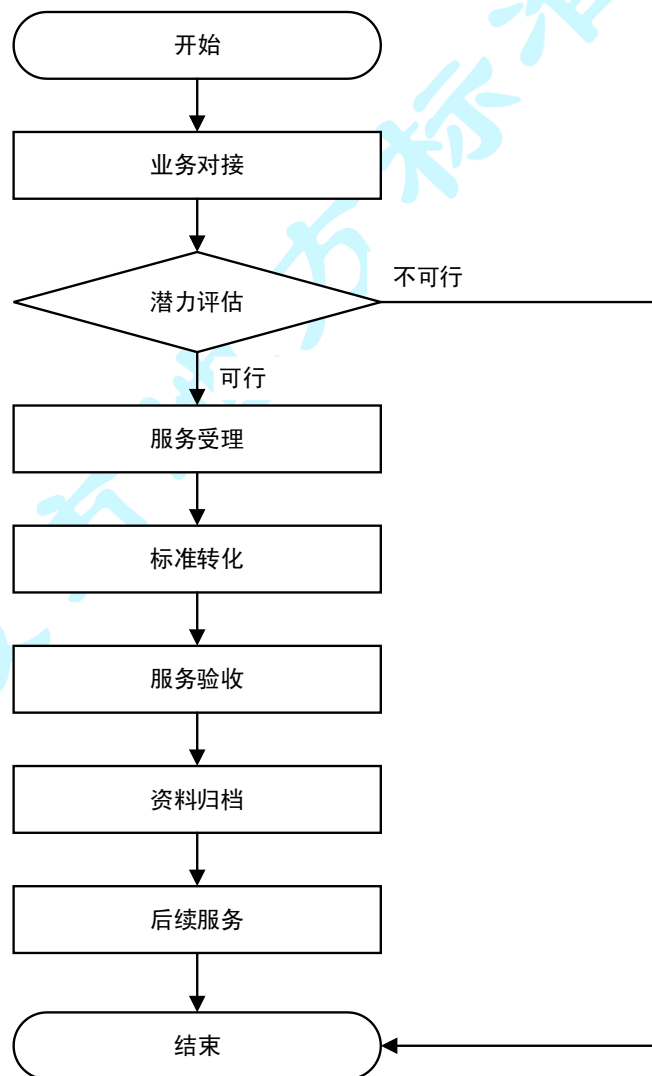 开始
业务对接
潜力评估
不可行
可行
服务受理
标准转化
服务验收
资料归档
后续服务
结束